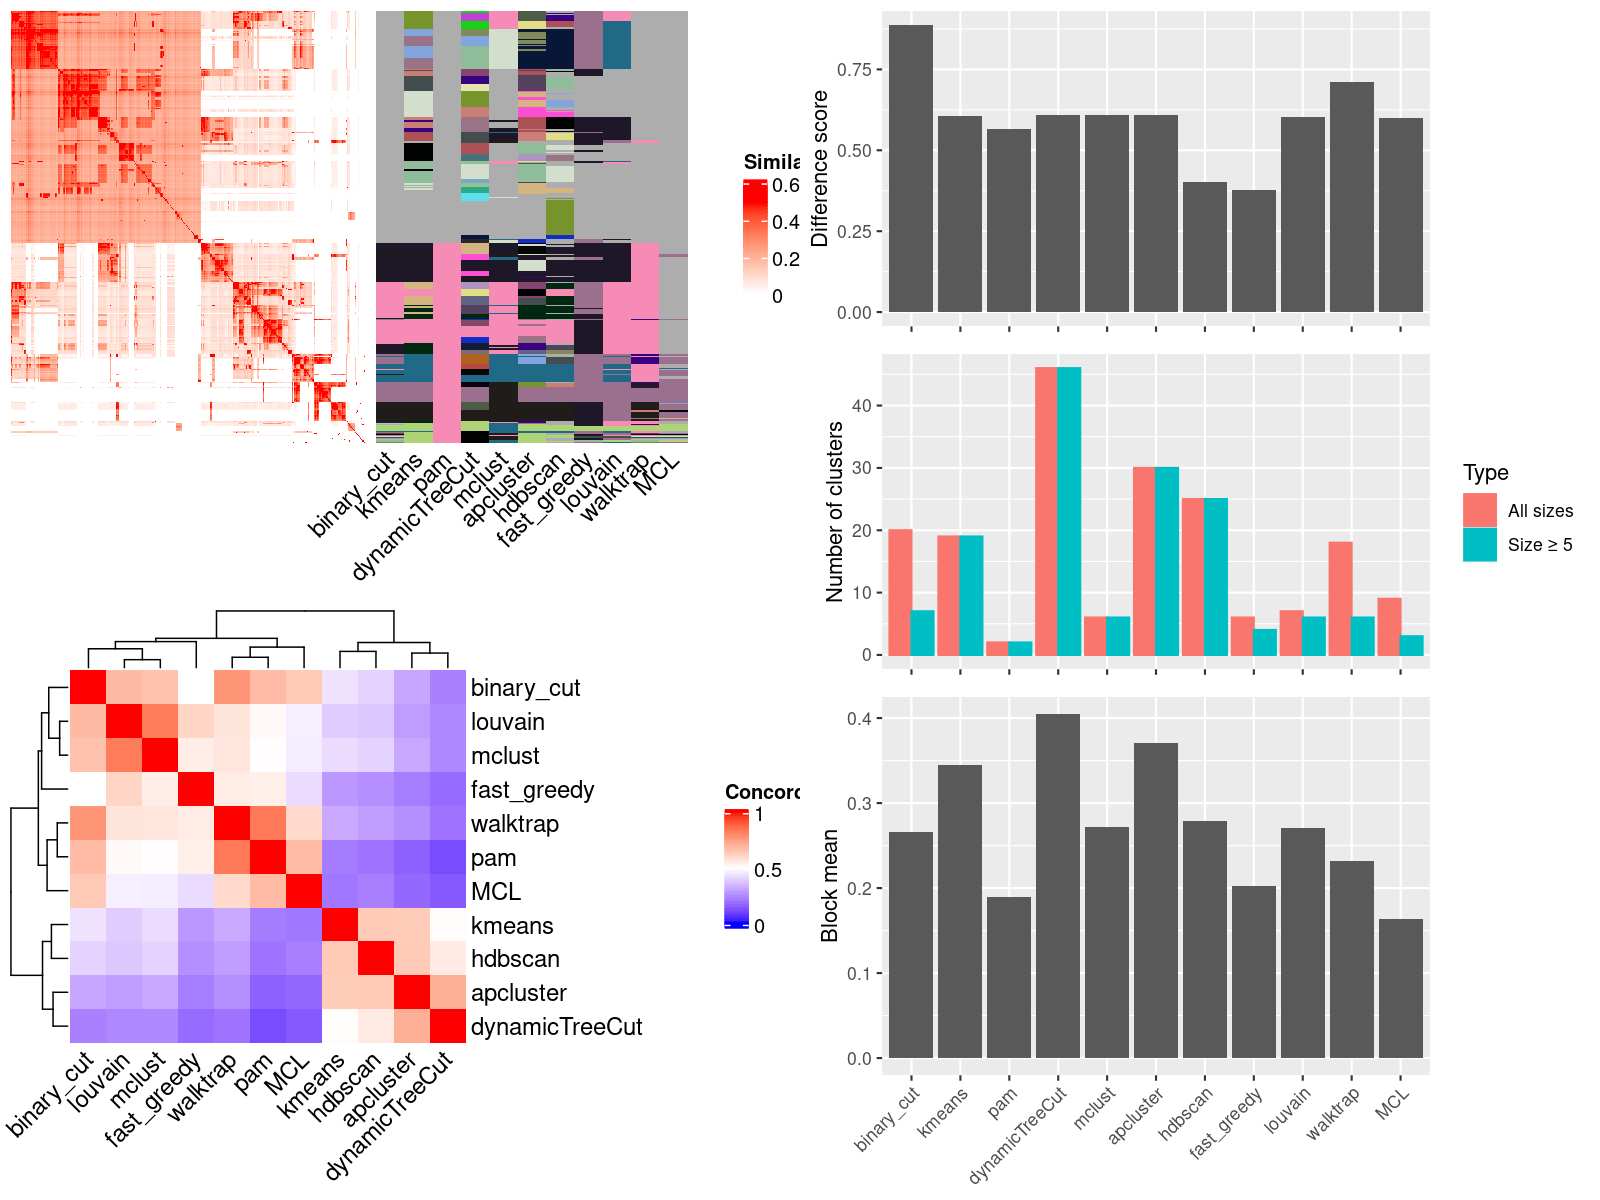 Simila
0.6
0.4
0.2
0
binary_cut
kmeans
pam
dynamicTreeCut
mclust
apcluster
hdbscan
fast_greedy
louvain
walktrap
MCL
binary_cut
louvain
mclust
fast_greedy
walktrap
pam
MCL
kmeans
hdbscan
apcluster
dynamicTreeCut
Concord
1
0.5
0
binary_cut
louvain
mclust
fast_greedy
walktrap
pam
MCL
kmeans
hdbscan
apcluster
dynamicTreeCut
Difference score
0.75
0.50
0.25
0.00
Number of clusters
40
30
20
10
0
Type
All sizes
Size ≥ 5
Block mean
0.4
0.3
0.2
0.1
0.0
binary_cut
kmeans
pam
dynamicTreeCut
mclust
apcluster
hdbscan
fast_greedy
louvain
walktrap
MCL